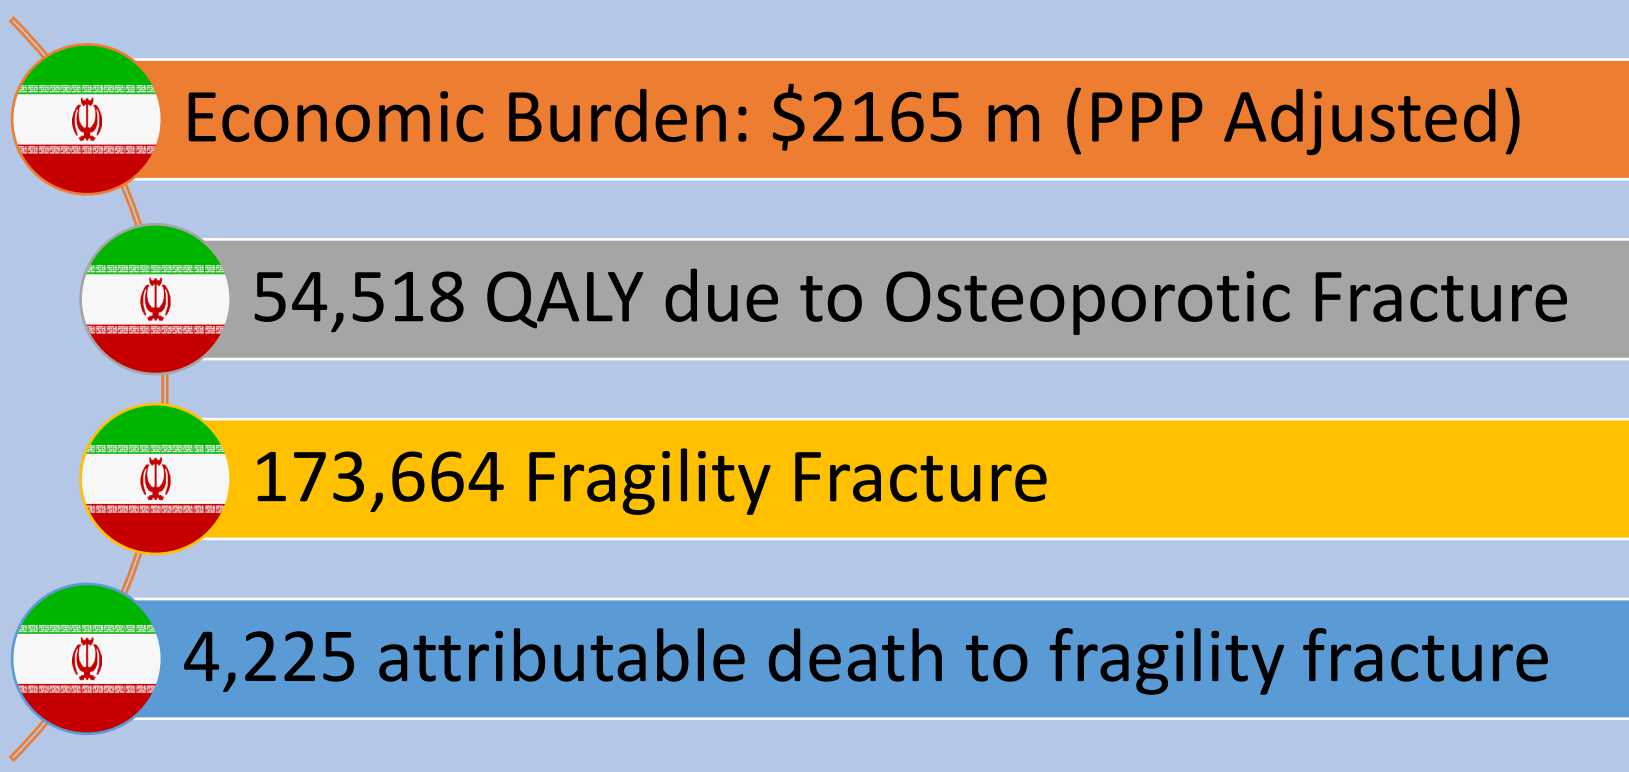 Economic Burden: $2165 m (PPP Adjusted)
54,518 QALY due to Osteoporotic Fracture
173,664 Fragility Fracture
4,225 attributable death to fragility fracture